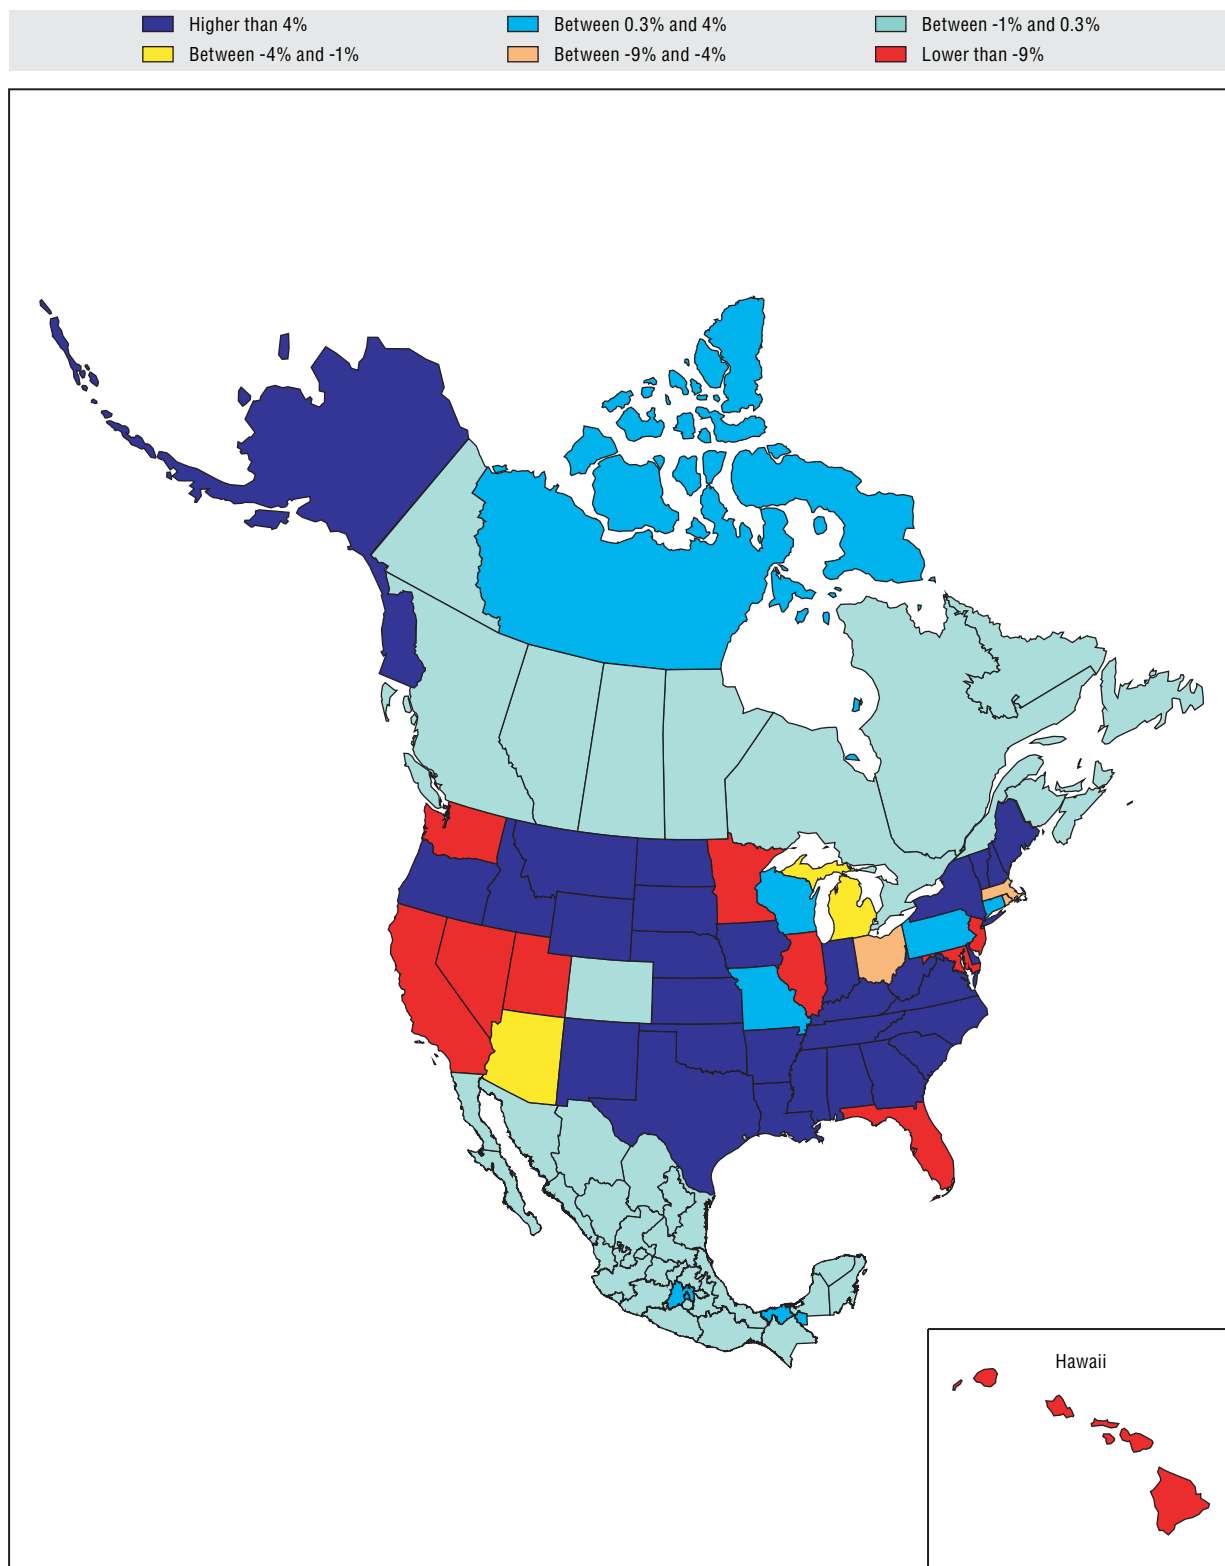 Higher than 4% Between 0.3% and 4% Between -1% and 0.3%
Between -4% and -1% Between -9% and -4% Lower than -9%
Hawaii